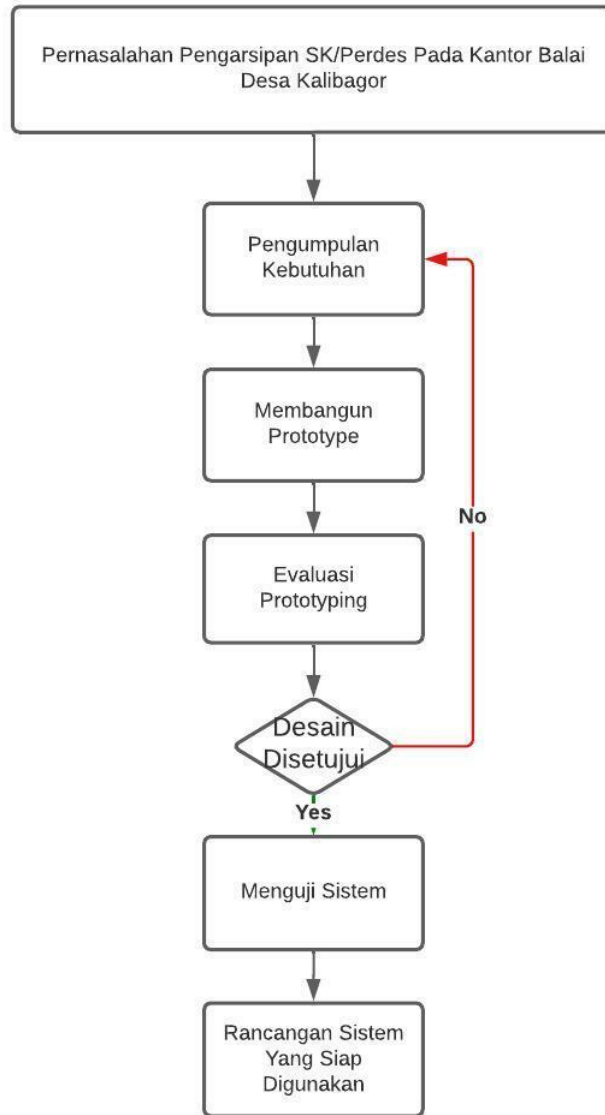 Pernasalahan Pengarsipan SK/Perdes Pada Kantor Balai
Desa Kalibagor
Pengumpulan
Kebutuhan
Membangun
Prototype
No
Evaluasi
Prototyping
Desain
Disetujui
Yes
Menguji Sistem
Rancangan Sistem
Yang Siap
Digunakan